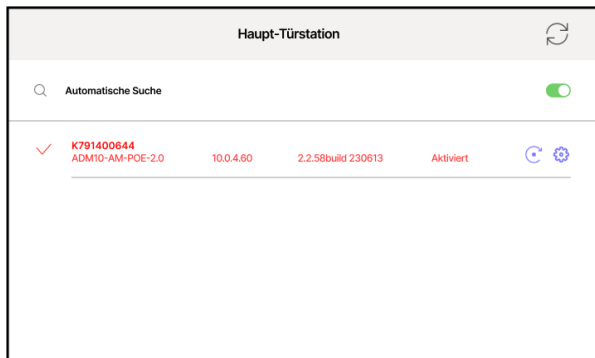 Haupt-Türstation
Automatische Suche
K791400644
ADM10-AM-POE-2.0 10.0.4.60 2.2.58build 230613 Aktiviert